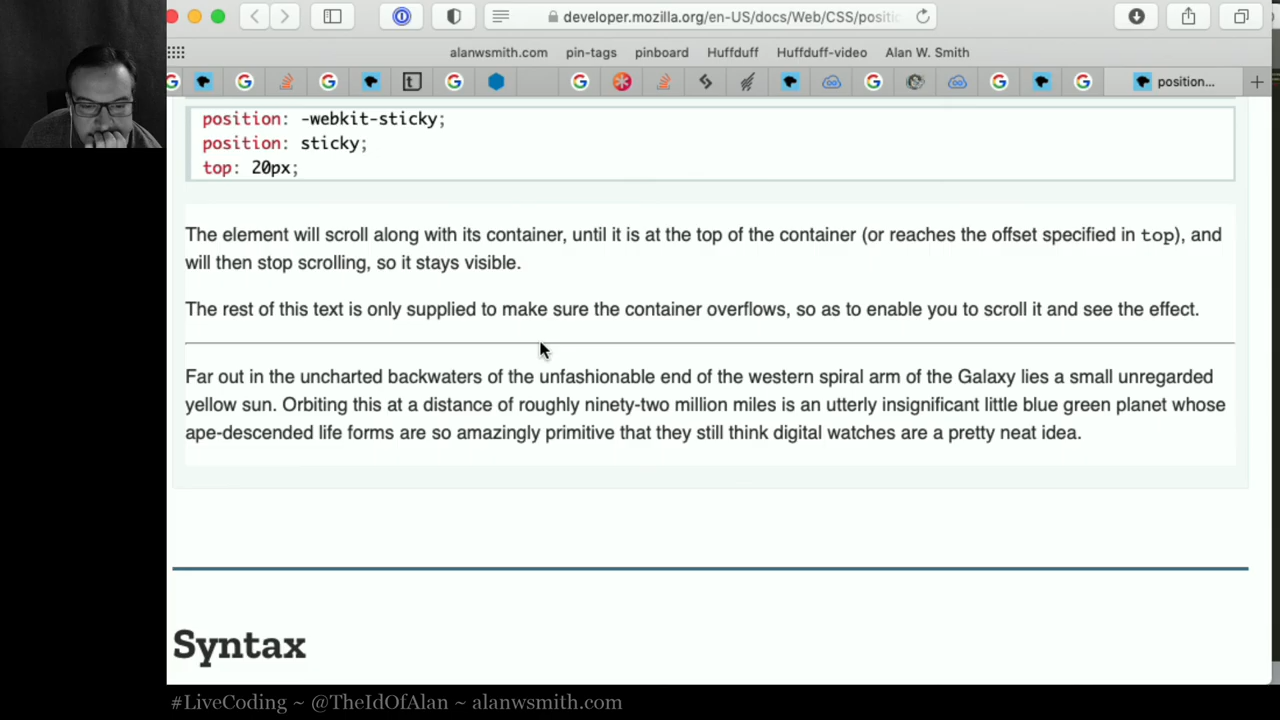 developer.mozilla.org/en-US/docs/Web/CSS/positi
alanwsmith.com pin-tags pinboard Huffduff Huffduff-video Alan W. Smith
position...
position: -webkit-sticky;
position: sticky;
top: 20px;
The element will scroll along with its container, until it is at the top of the container (or reaches the offset specified in top), and
will then stop scrolling, so it stays visible.
The rest of this text is only supplied to make sure the container overflows, so as to enable you to scroll it and see the effect.
Far out in the uncharted backwaters of the unfashionable end of the western spiral arm of the Galaxy lies a small unregarded
yellow sun. Orbiting this at a distance of roughly ninety-two million miles is an utterly insignificant little blue green planet whose
ape-descended life forms are so amazingly primitive that they still think digital watches are a pretty neat idea.
Syntax
#LiveCoding ~ @TheIdOfAlan ~ alanwsmith.com